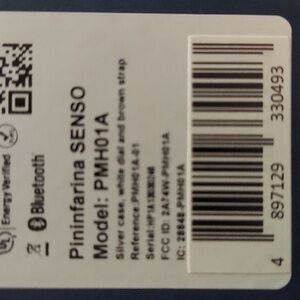 Energy Verified
Bluetooth®
Pininfarina SENSO
Model: PMH01A
Silver case, white dial and brown strap
Reference:PMH01A-01
FCC ID: 2A74W-PMH01A
IC: 28848-PMH01A
4 897129 330493